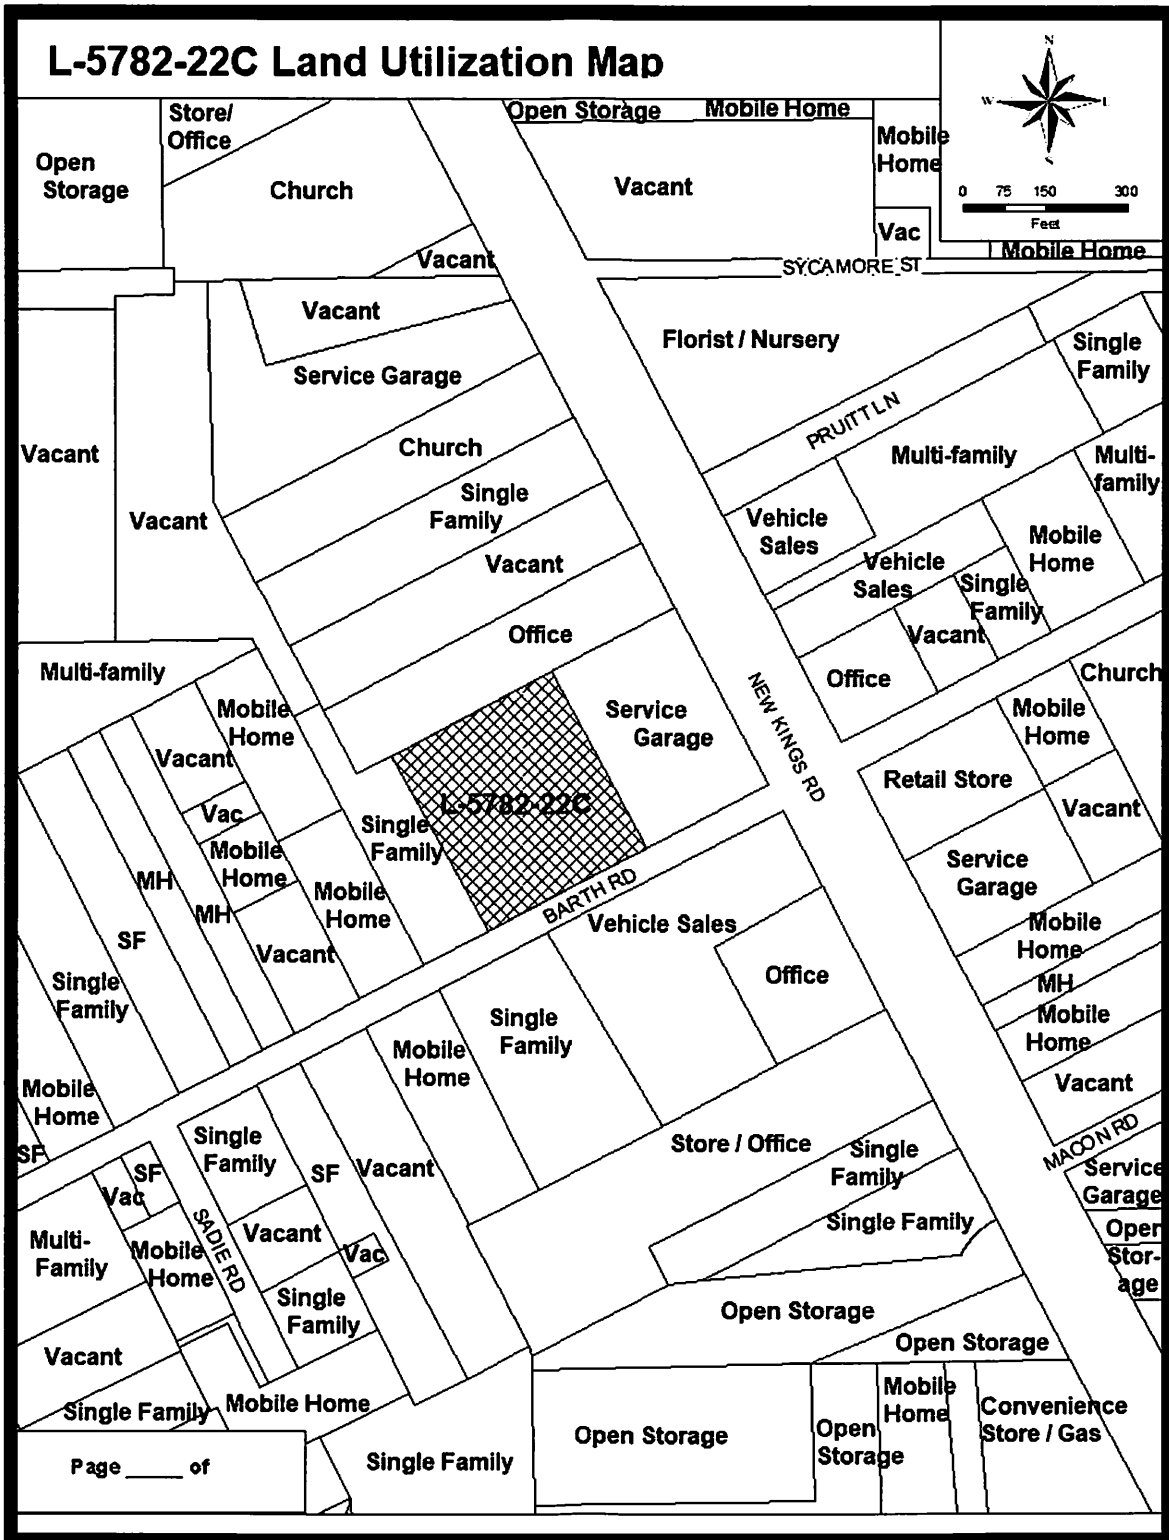 L-5782-22C Land Utilization Map
N
W
E
S
0 75 150 300
Feet
Store/
Office
Open Storage
Mobile Home
Mobile
Home
Open
Storage
Church
Vacant
Vac
Vacant
Mobile Home
SYCAMORE ST
Vacant
Florist / Nursery
Single
Family
Service Garage
PRUITT LN
Church
Vacant
Multi-family
Multi-
family
Single
Family
Vacant
Vehicle
Sales
Mobile
Home
Vacant
Vehicle
Sales
Single
Family
Office
Vacant
Multi-family
Office
Church
NEW KINGS RD
Mobile
Home
Service
Garage
Mobile
Home
Vacant
Retail Store
L-5782-22C
Vac
Vacant
Single
Family
Mobile
Home
Service
Garage
MH
Mobile
Home
BARTH RD
MH
Vehicle Sales
Mobile
Home
SF
Vacant
Office
MH
Single
Family
Single
Family
Mobile
Home
Mobile
Home
Mobile
Home
Vacant
SF
Single
Family
Store / Office
Single
Family
MACON RD
SF
Vac
SF
Vacant
Service
Garage
SADIE RD
Single Family
Open
Stor-
age
Multi-
Family
Mobile
Home
Vacant
Vac
Single
Family
Open Storage
Vacant
Open Storage
Single Family
Mobile Home
Mobile
Home
Convenience
Store / Gas
Open Storage
Open
Storage
Single Family
Page _____ of